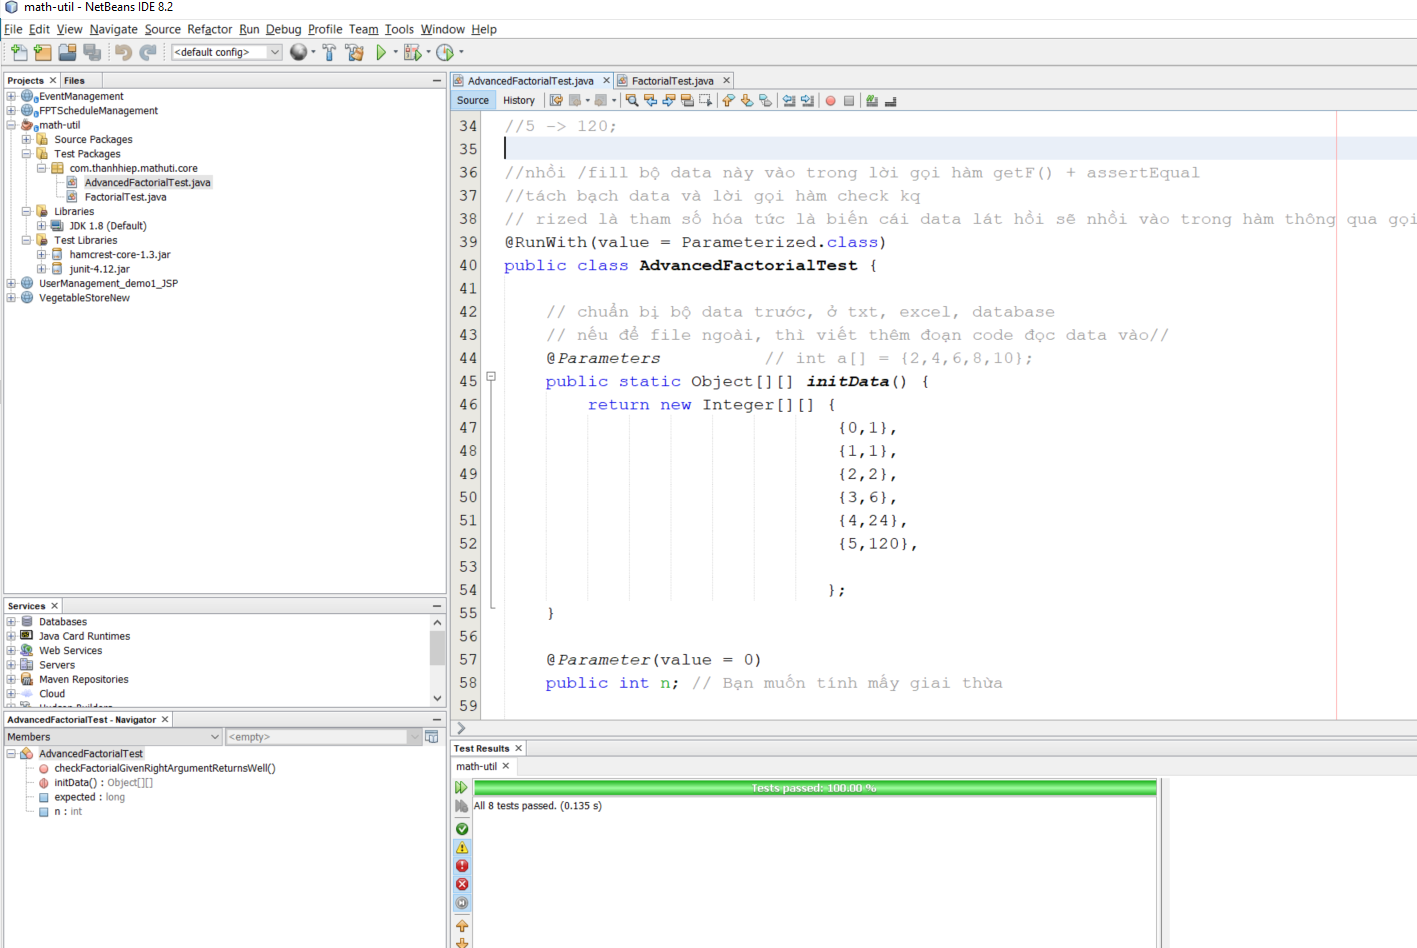 math-util - NetBeans IDE 8.2
File Edit View Navigate Source Refactor Run Debug Profile Team Tools Window Help
<default config>
Projects
Files
EventManagement
FPTScheduleManagement
math-util
Source Packages
Test Packages
com.thanhhiep.mathuti.core
AdvancedFactorialTest.java
FactorialTest.java
Libraries
JDK 1.8 (Default)
Test Libraries
hamcrest-core-1.3.jar
junit-4.12.jar
UserManagement_demo1_JSP
VegetableStoreNew
Services
Databases
Java Card Runtimes
Web Services
Servers
Maven Repositories
Cloud
Hudson Builders
AdvancedFactorialTest - Navigator
Members
<empty>
AdvancedFactorialTest
checkFactorialGivenRightArgumentReturnsWell()
initData() : Object[][]
expected : long
n : int
AdvancedFactorialTest.java
FactorialTest.java
Source History
34 //5 -> 120;
35
36 //nhồi /fill bộ data này vào trong lời gọi hàm getF() + assertEqual
37 //tách bạch data và lời gọi hàm check kq
38 // rized là tham số hóa tức là biến cái data lát hồi sẽ nhồi vào trong hàm thông qua gọi
39 @RunWith(value = Parameterized.class)
40 public class AdvancedFactorialTest {
41
42 // chuẩn bị bộ data trước, ở txt, excel, database
43 // nếu để file ngoài, thì viết thêm đoạn code đọc data vào//
44 @Parameters // int a[] = {2,4,6,8,10};
45 public static Object[][] initData() {
46 return new Integer[][] {
47 {0,1},
48 {1,1},
49 {2,2},
50 {3,6},
51 {4,24},
52 {5,120},
53
54 };
55 }
56
57 @Parameter(value = 0)
58 public int n; // Bạn muốn tính mấy giai thừa
59
Test Results
math-util
Tests passed: 100.00 %
All 8 tests passed. (0.135 s)